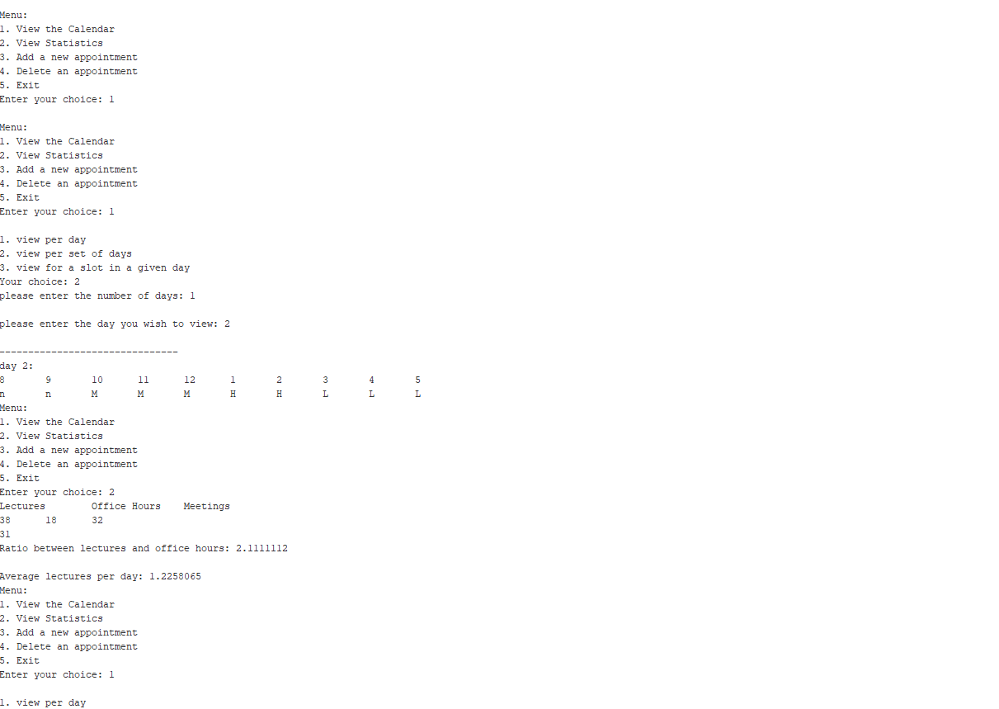 Menu:
1. View the Calendar
2. View Statistics
3. Add a new appointment
4. Delete an appointment
5. Exit
Enter your choice: 1
Menu:
1. View the Calendar
2. View Statistics
3. Add a new appointment
4. Delete an appointment
5. Exit
Enter your choice: 1
1. view per day
2. view per set of days
3. view for a slot in a given day
Your choice: 2
please enter the number of days: 1
please enter the day you wish to view: 2
-------------------------------
day 2:
8 9 10 11 12 1 2 3 4 5
n n M M M H H L L L
Menu:
1. View the Calendar
2. View Statistics
3. Add a new appointment
4. Delete an appointment
5. Exit
Enter your choice: 2
Lectures Office Hours Meetings
38 18 32
31
Ratio between lectures and office hours: 2.1111112
Average lectures per day: 1.2258065
Menu:
1. View the Calendar
2. View Statistics
3. Add a new appointment
4. Delete an appointment
5. Exit
Enter your choice: 1
1. view per day